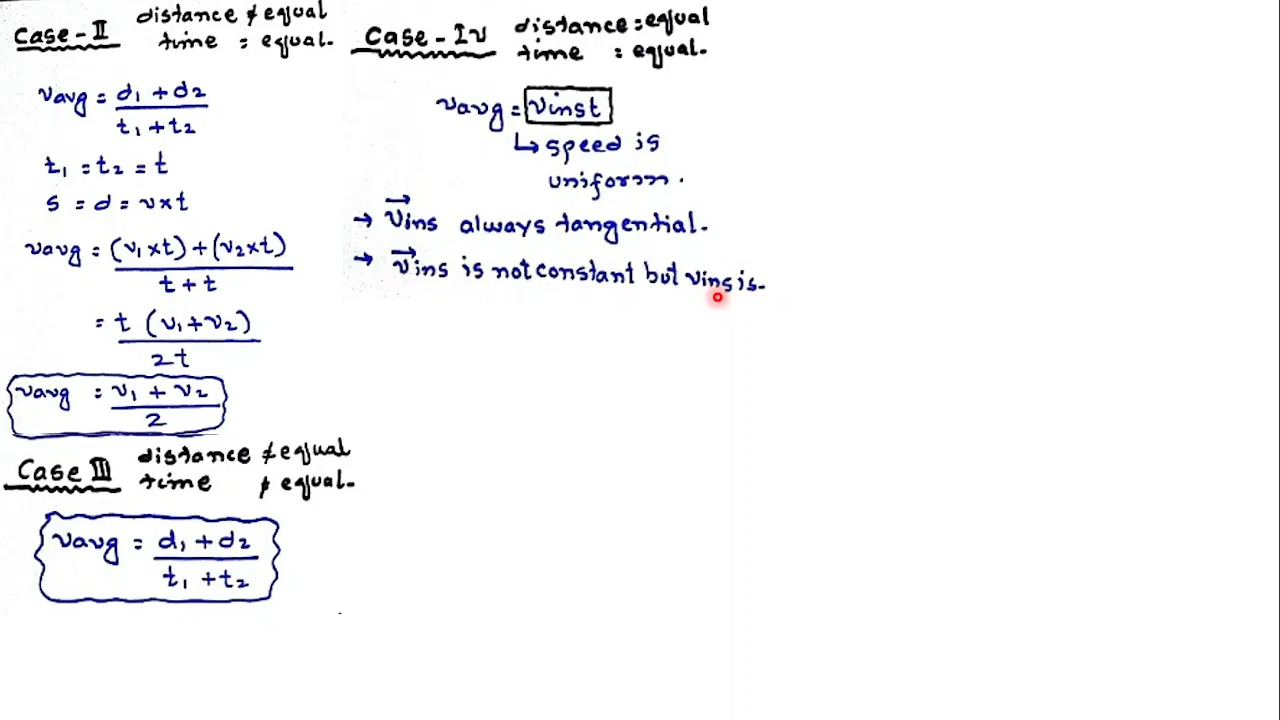 Case-II distance ≠ equal
time = equal.
vavg = d₁ + d₂
t₁ + t₂
t₁ = t₂ = t
s = d = v×t
vavg = (v₁×t) + (v₂×t)
t + t
= t (v₁+v₂)
2t
vavg = v₁ + v₂
2
Case III distance ≠ equal
time ≠ equal.
vavg = d₁ + d₂
t₁ + t₂
Case-IV distance = equal
time = equal.
vavg = vinst
↳ speed is
uniform.
→ v⃗ins always tangential.
→ v⃗ins is not constant but vins is.